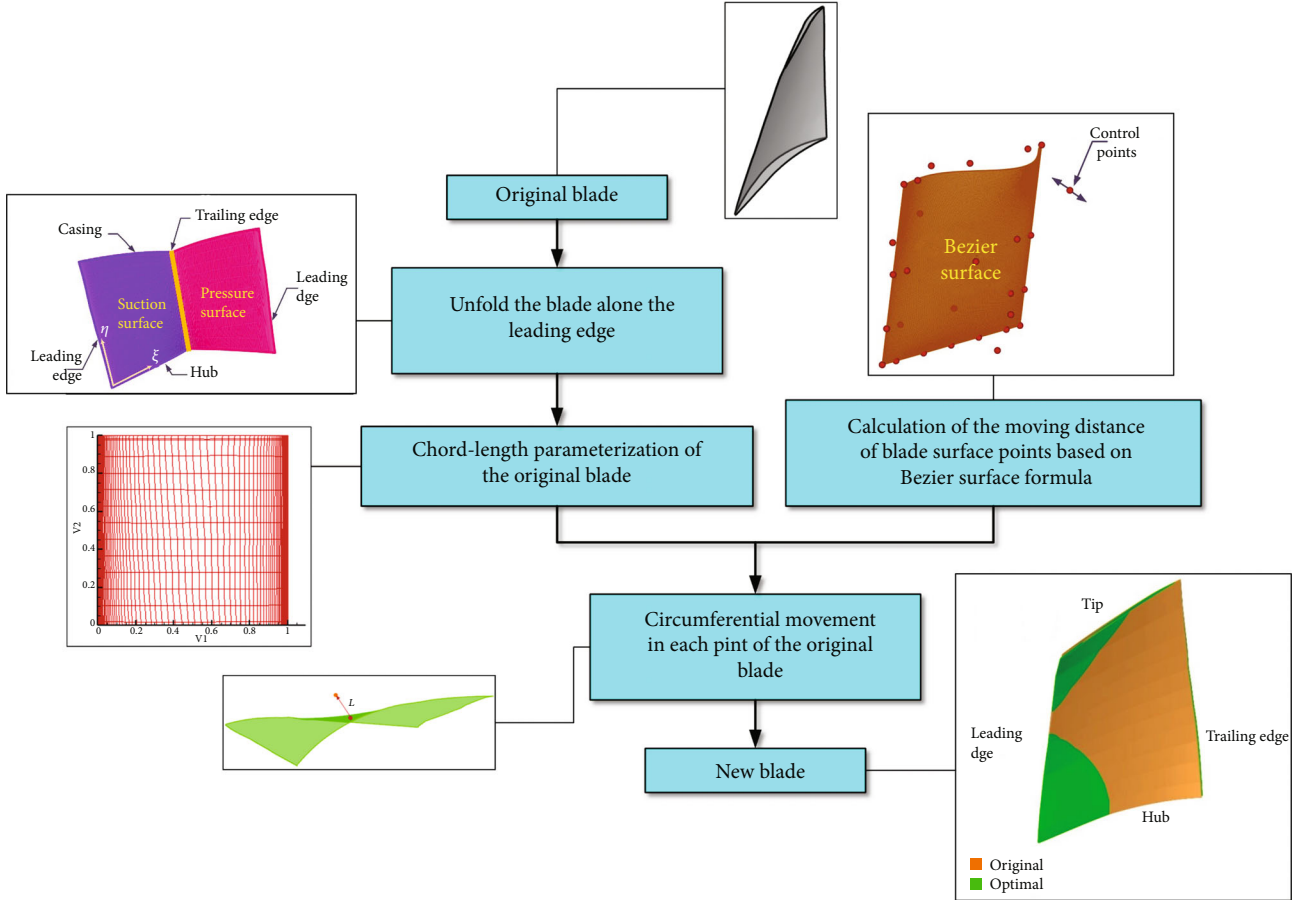 Original blade
Control
points
Bezier
surface
Casing
Trailing edge
Suction
surface
Pressure
surface
Leading
dge
η
ξ
Leading
edge
Hub
Unfold the blade alone the
leading edge
Chord-length parameterization of
the original blade
Calculation of the moving distance
of blade surface points based on
Bezier surface formula
1
0.8
0.6
0.4
0.2
0
V2
0
0.2
0.4
0.6
0.8
1
V1
Circumferential movement
in each pint of the original
blade
L
New blade
Tip
Leading
dge
Trailing edge
Hub
Original
Optimal